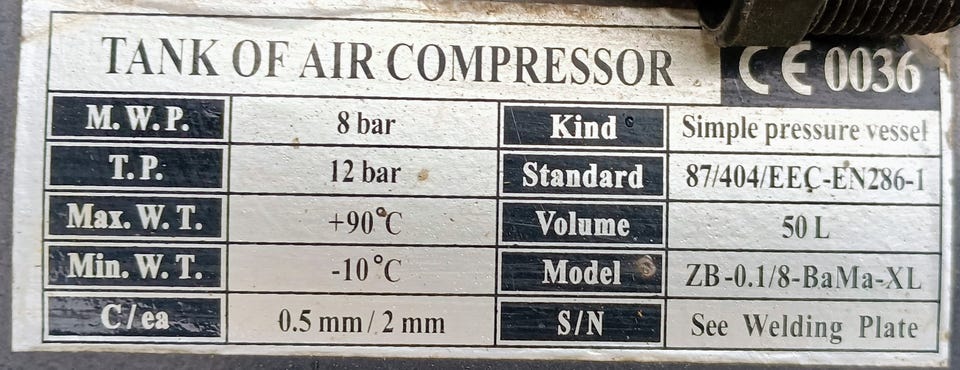 TANK OF AIR COMPRESSOR CE 0036
M. W. P. 8 bar Kind Simple pressure vessel
T. P. 12 bar Standard 87/404/EEC-EN286-1
Max. W. T. +90°C Volume 50 L
Min. W. T. -10°C Model ZB-0.1/8-BaMa-XL
C/ea 0.5 mm/2 mm S/N See Welding Plate